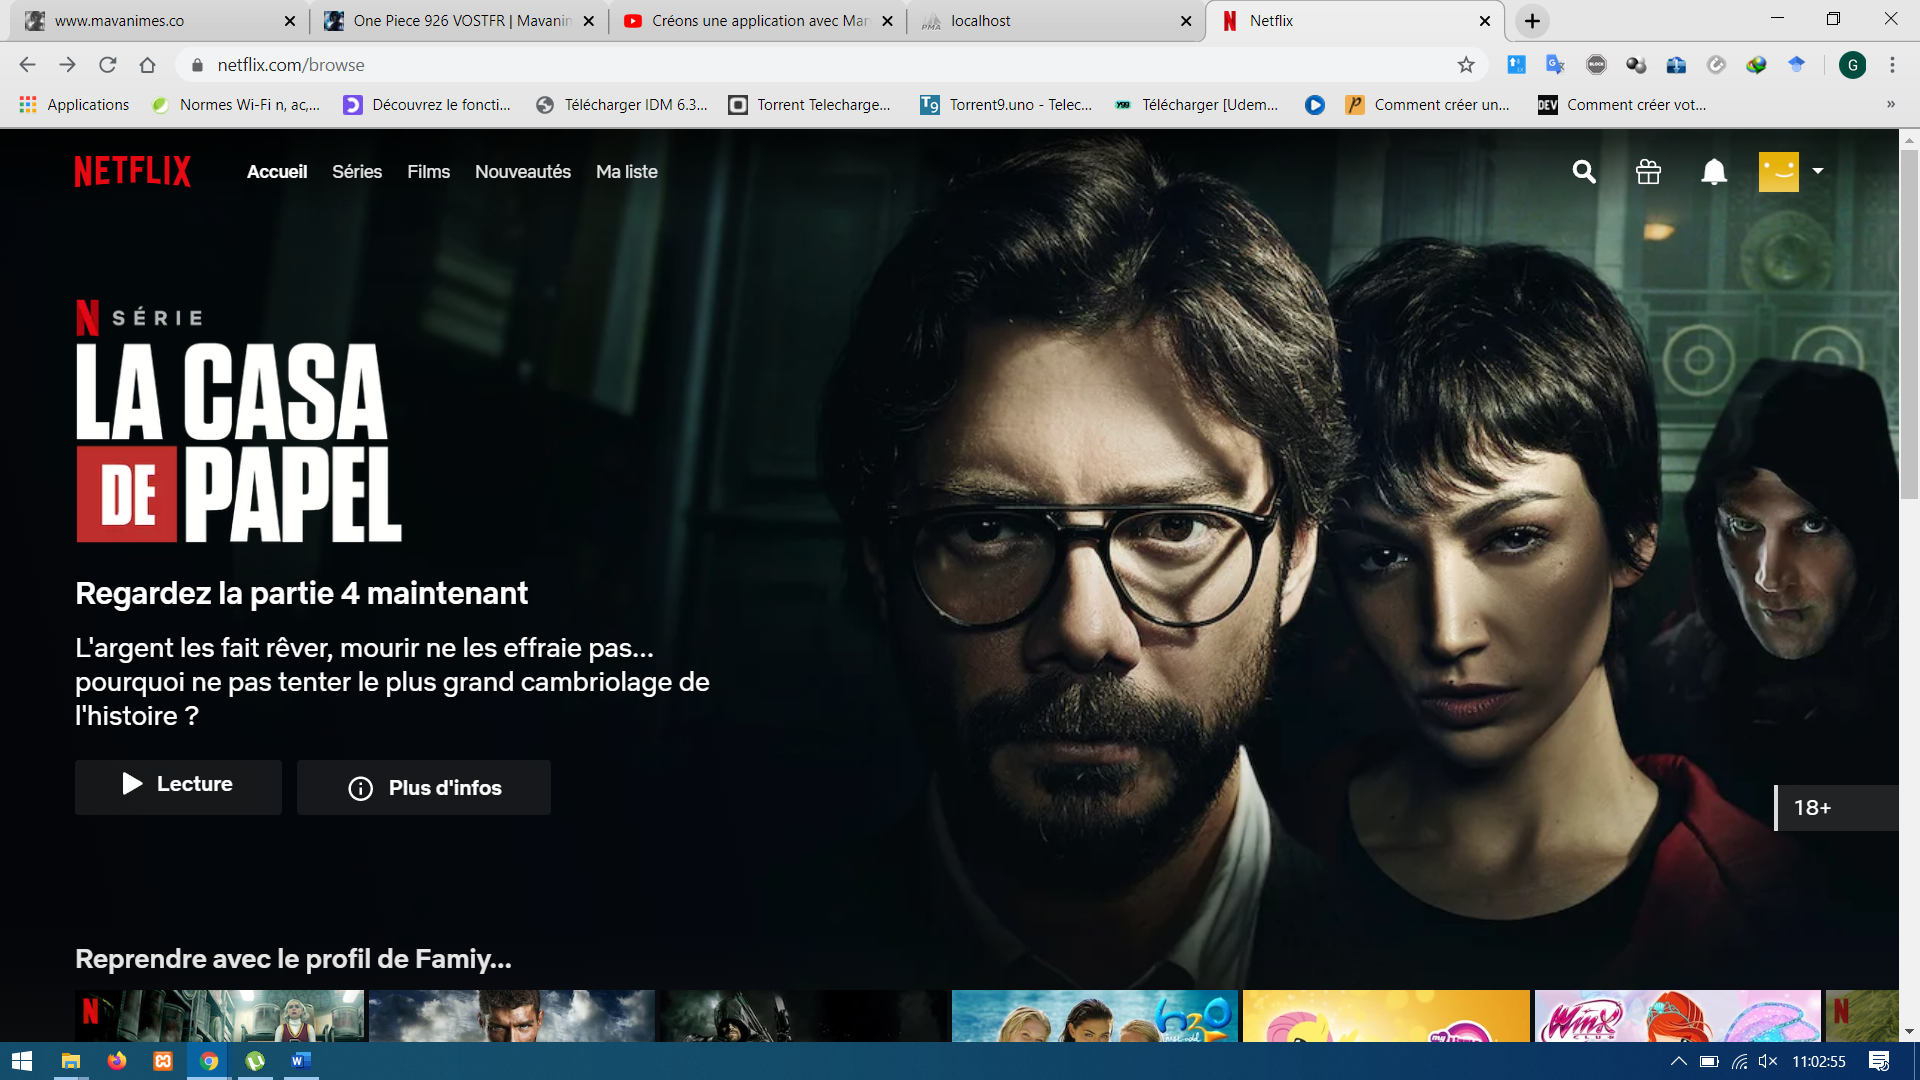 www.mavanimes.co
One Piece 926 VOSTFR | Mavanim
Créons une application avec Mar
localhost
Netflix
netflix.com/browse
G
Applications
Normes Wi-Fi n, ac,...
Découvrez le foncti...
Télécharger IDM 6.3...
Torrent Telecharge...
Torrent9.uno - Telec...
Télécharger [Udem...
Comment créer un...
Comment créer vot...
NETFLIX
Accueil
Séries
Films
Nouveautés
Ma liste
N SÉRIE
LA CASA
DE PAPEL
Regardez la partie 4 maintenant
L'argent les fait rêver, mourir ne les effraie pas...
pourquoi ne pas tenter le plus grand cambriolage de
l'histoire ?
Lecture
Plus d'infos
18+
Reprendre avec le profil de Famiy...
N
h2o
Winx
CLUB
N
11:02:55